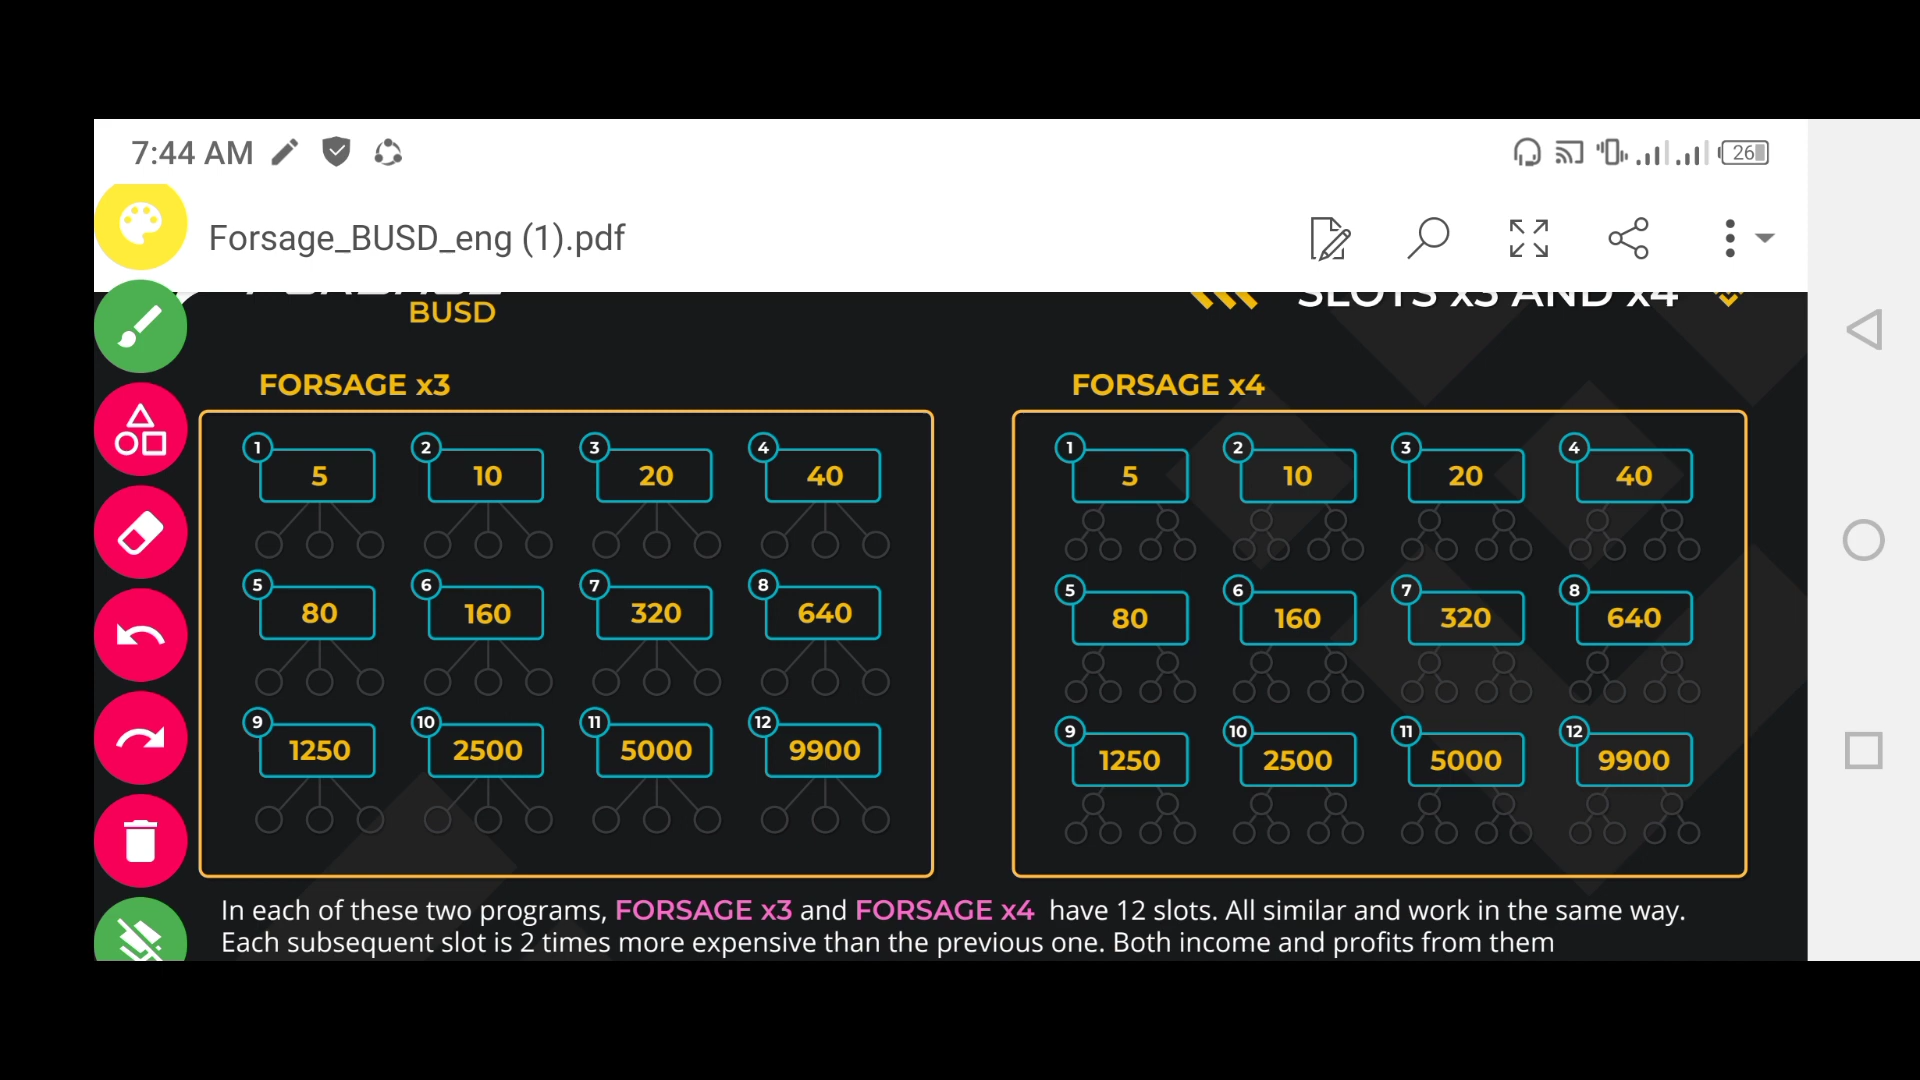 7:44 AM
26
Forsage_BUSD_eng (1).pdf
BUSD
SLOTS x3 AND x4
FORSAGE x3
FORSAGE x4
1 2 3 4
5 10 20 40
5 6 7 8
80 160 320 640
9 10 11 12
1250 2500 5000 9900
1 2 3 4
5 10 20 40
5 6 7 8
80 160 320 640
9 10 11 12
1250 2500 5000 9900
In each of these two programs, FORSAGE x3 and FORSAGE x4 have 12 slots. All similar and work in the same way.
Each subsequent slot is 2 times more expensive than the previous one. Both income and profits from them